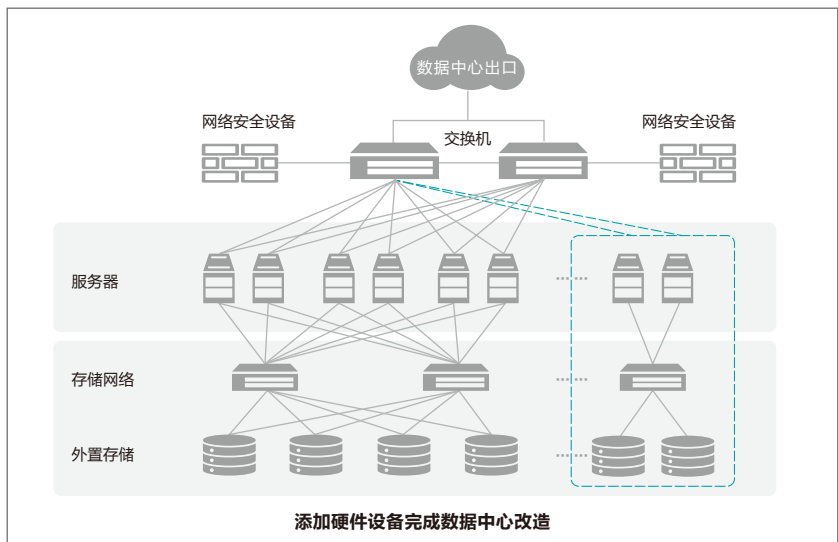 数据中心出口
网络安全设备
交换机
网络安全设备
服务器
······
存储网络
······
外置存储
······
添加硬件设备完成数据中心改造